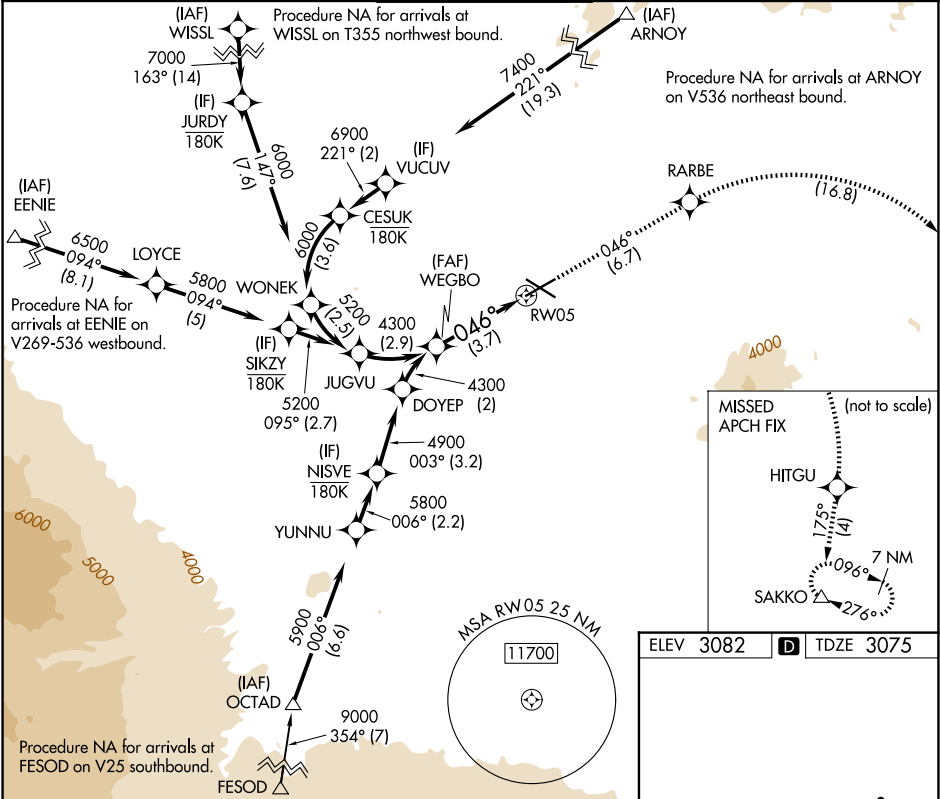 (IAF)
WISSL
Procedure NA for arrivals at
WISSL on T355 northwest bound.
(IAF)
ARNOY
7000
163° (14)
7400
221°
(19.3)
Procedure NA for arrivals at ARNOY
on V536 northeast bound.
(IF)
JURDY
180K
6000
147°
(7.6)
6900
221° (2)
(IF)
VUCUV
CESUK
180K
6000
(3.6)
RARBE
(16.8)
(IAF)
EENIE
6500
094°
(8.1)
LOYCE
5800
094°
(5)
Procedure NA for
arrivals at EENIE on
V269-536 westbound.
WONEK
5200
(2.5)
(FAF)
WEGBO
046°
(6.7)
RW05
046°
(3.7)
4300
(2.9)
(IF)
SIKZY
180K
JUGVU
5200
095° (2.7)
4300
(2)
DOYEP
4900
003° (3.2)
(IF)
NISVE
180K
5800
006° (2.2)
YUNNU
4000
6000
5000
4000
5900
006°
(6.6)
(IAF)
OCTAD
9000
354° (7)
Procedure NA for arrivals at
FESOD on V25 southbound.
FESOD
MSA RW05 25 NM
11700
MISSED
APCH FIX
(not to scale)
HITGU
175°
(4)
7 NM
096°
SAKKO
276°
ELEV 3082 D TDZE 3075